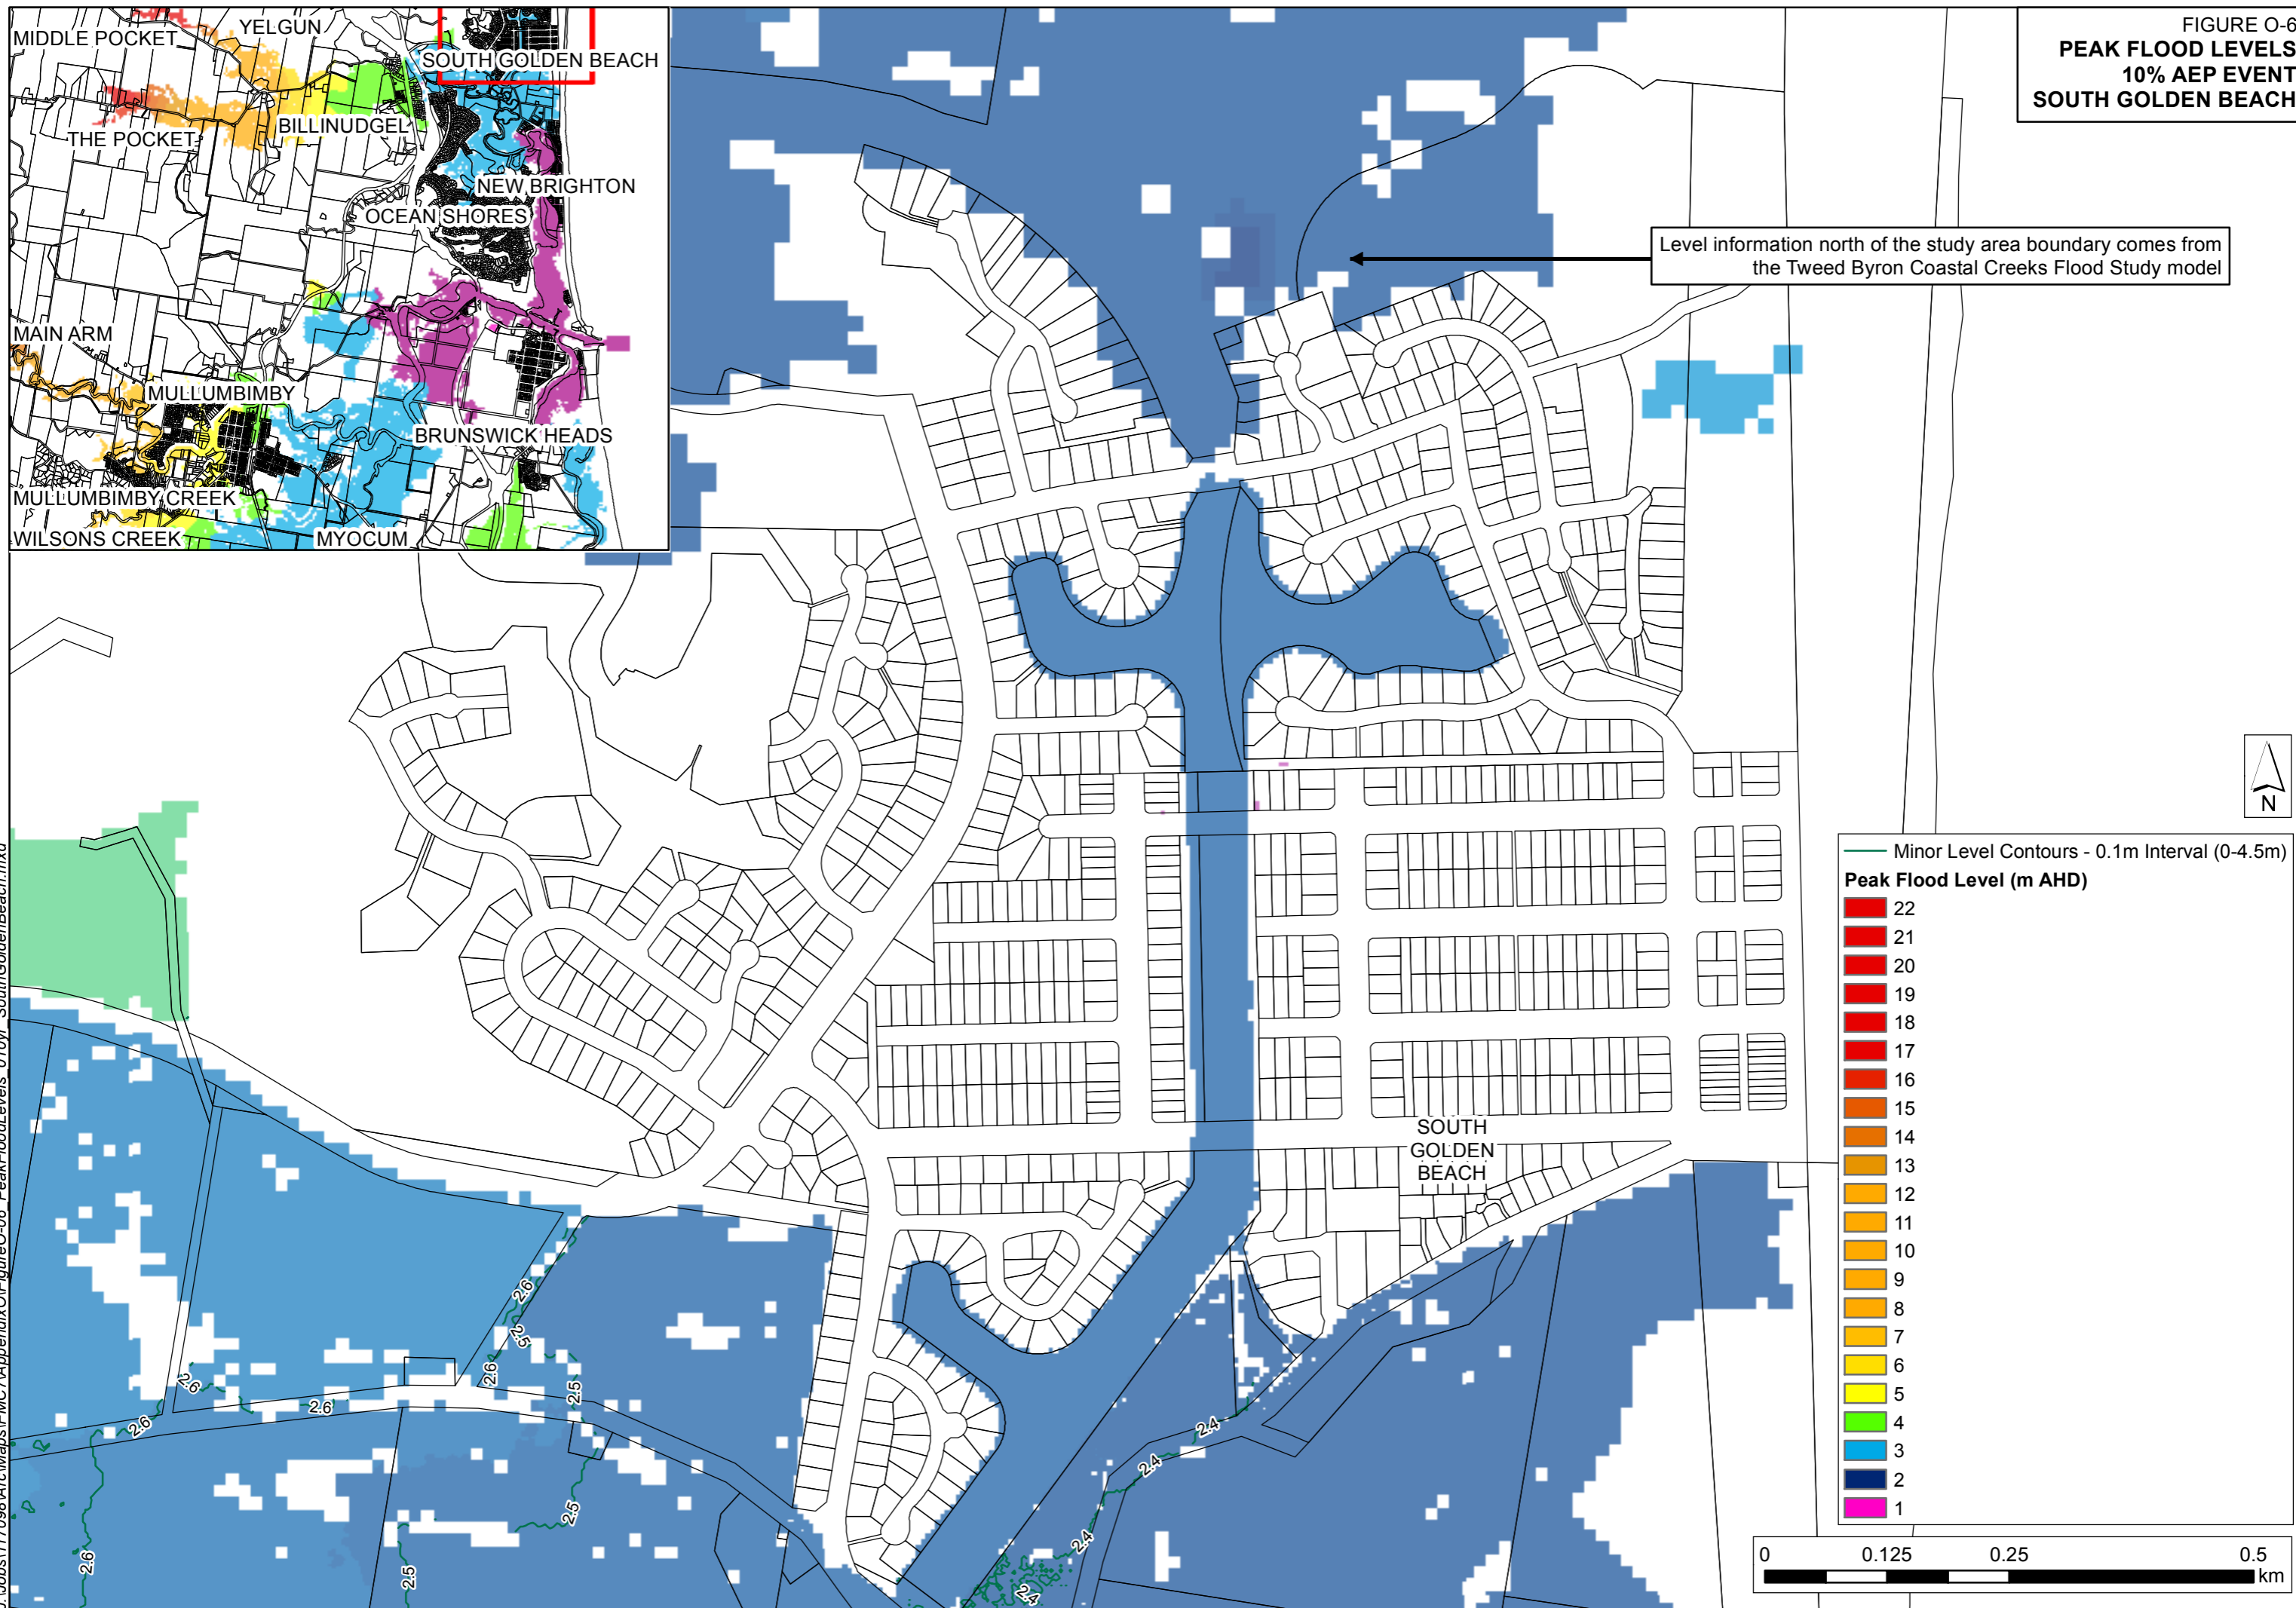 FIGURE O-6
PEAK FLOOD LEVELS
10% AEP EVENT
SOUTH GOLDEN BEACH
MIDDLE POCKET
YELGUN
SOUTH GOLDEN BEACH
THE POCKET
BILLINUDGEL
NEW BRIGHTON
OCEAN SHORES
MAIN ARM
MULLUMBIMBY
BRUNSWICK HEADS
MULLUMBIMBY CREEK
WILSONS CREEK
MYOCUM
Level information north of the study area boundary comes from
the Tweed Byron Coastal Creeks Flood Study model
N
SOUTH
GOLDEN
BEACH
2.6
2.5
2.6
2.5
2.6
2.6
2.6
2.5
2.6
2.5
2.4
2.4
2.4
2.4
Minor Level Contours - 0.1m Interval (0-4.5m)
Peak Flood Level (m AHD)
22
21
20
19
18
17
16
15
14
13
12
11
10
9
8
7
6
5
4
3
2
1
0 0.125 0.25 0.5
km